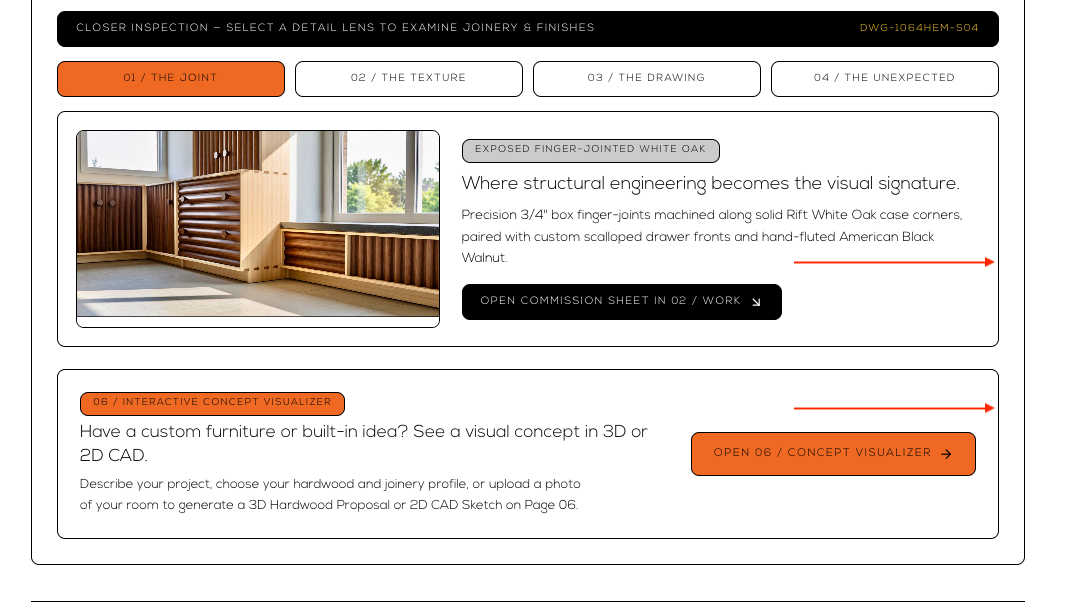 CLOSER INSPECTION – SELECT A DETAIL LENS TO EXAMINE JOINERY & FINISHES
DWG-1064HEM-S04
01 / THE JOINT
02 / THE TEXTURE
03 / THE DRAWING
04 / THE UNEXPECTED
EXPOSED FINGER-JOINTED WHITE OAK
Where structural engineering becomes the visual signature.
Precision 3/4" box finger-joints machined along solid Rift White Oak case corners,
paired with custom scalloped drawer fronts and hand-fluted American Black
Walnut.
OPEN COMMISSION SHEET IN 02 / WORK
06 / INTERACTIVE CONCEPT VISUALIZER
Have a custom furniture or built-in idea? See a visual concept in 3D or
2D CAD.
Describe your project, choose your hardwood and joinery profile, or upload a photo
of your room to generate a 3D Hardwood Proposal or 2D CAD Sketch on Page 06.
OPEN 06 / CONCEPT VISUALIZER